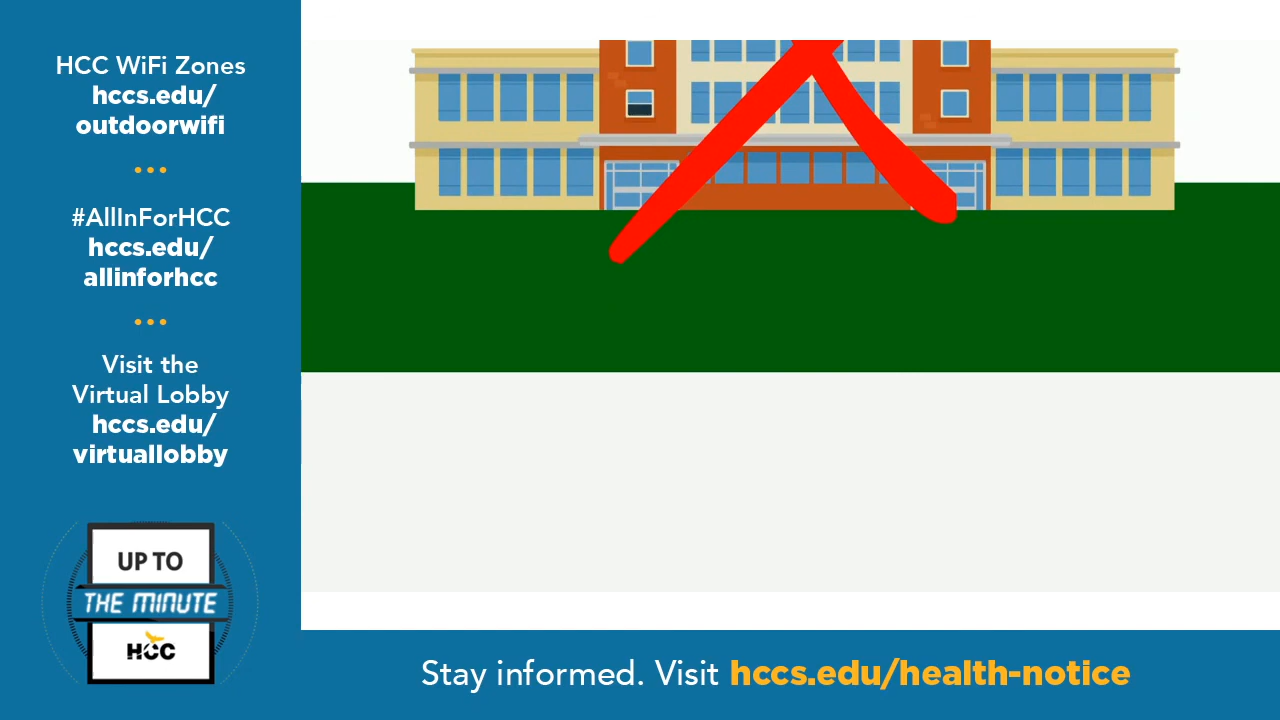 HCC WiFi Zones
hccs.edu/
outdoorwifi
#AllInForHCC
hccs.edu/
allinforhcc
Visit the
Virtual Lobby
hccs.edu/
virtuallobby
UP TO
THE MINUTE
HCC
Stay informed. Visit hccs.edu/health-notice